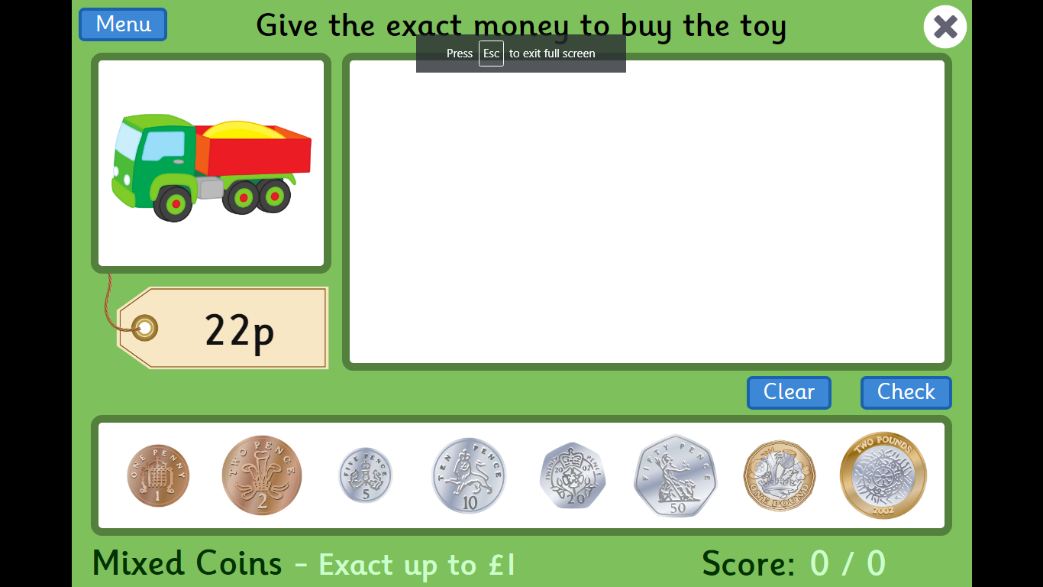 Menu
Give the exact money to buy the toy
Press Esc to exit full screen
22p
Clear
Check
ONE PENNY
1
TWO PENCE
2
FIVE PENCE
5
TEN PENCE
10
20
FIFTY PENCE
50
ONE POUND
TWO POUNDS
2002
Mixed Coins - Exact up to £1
Score: 0 / 0